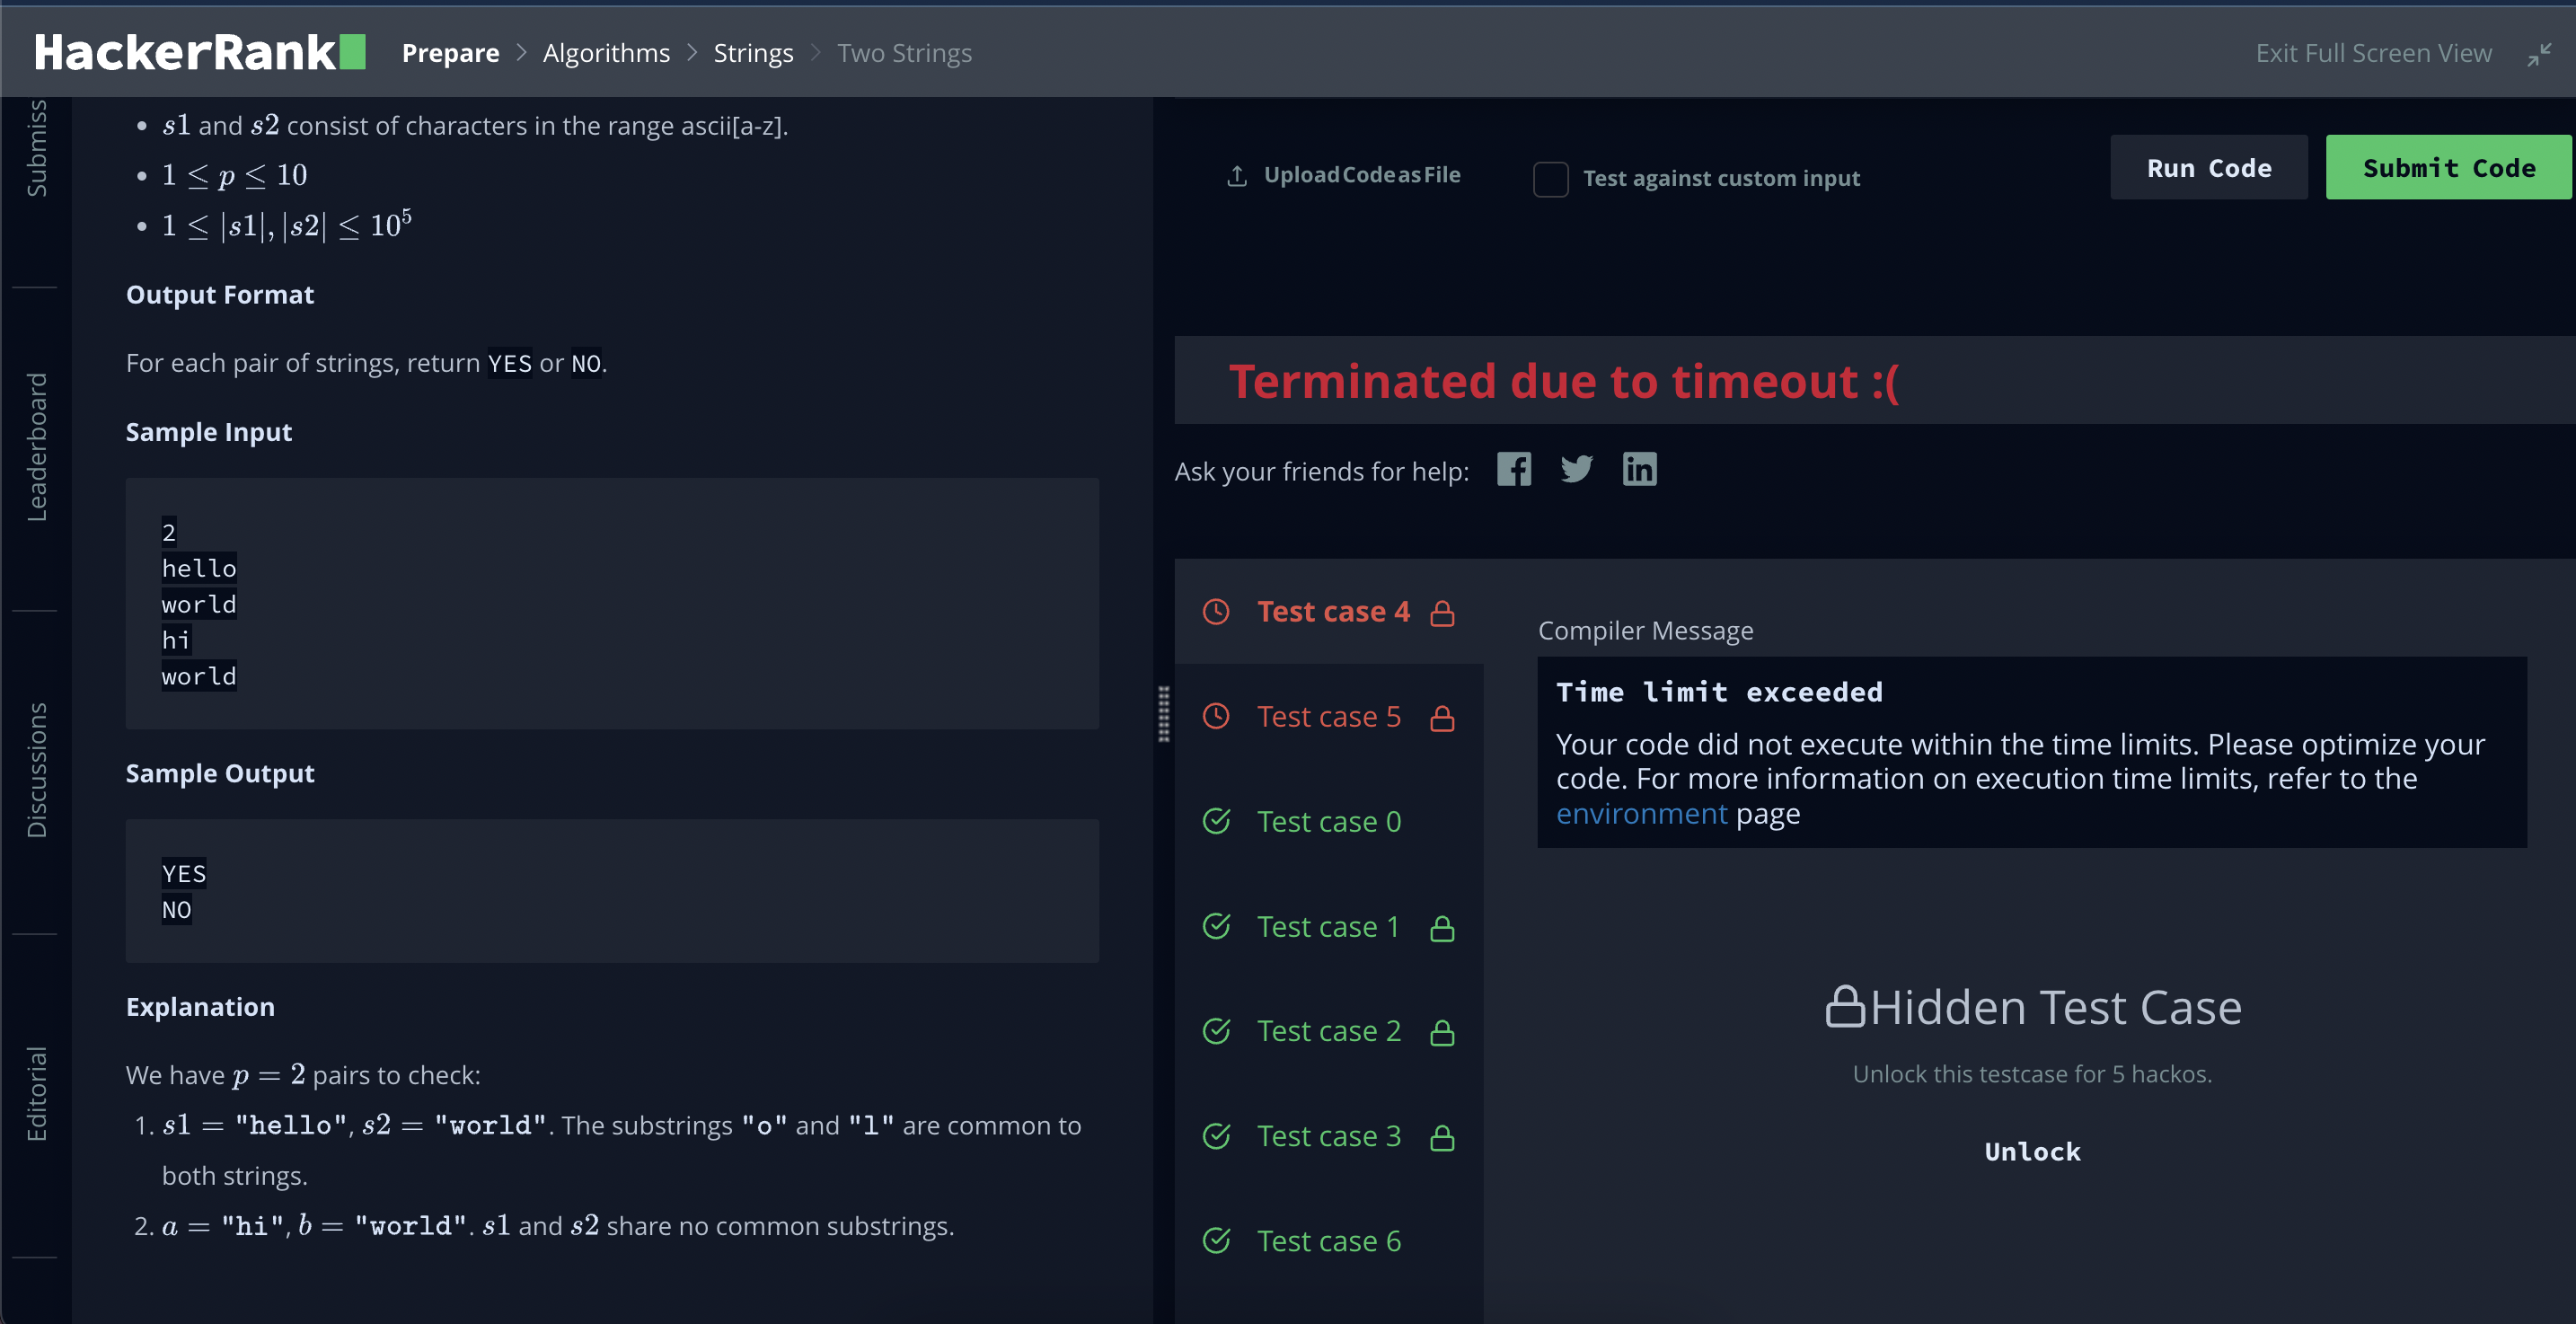 HackerRank Prepare > Algorithms > Strings > Two Strings Exit Full Screen View
Submiss
Leaderboard
Discussions
Editorial
• s1 and s2 consist of characters in the range ascii[a-z].
• 1 ≤ p ≤ 10
• 1 ≤ |s1|, |s2| ≤ 10⁵
Output Format
For each pair of strings, return YES or NO.
Sample Input
2
hello
world
hi
world
Sample Output
YES
NO
Explanation
We have p = 2 pairs to check:
1. s1 = "hello", s2 = "world". The substrings "o" and "l" are common to
both strings.
2. a = "hi", b = "world". s1 and s2 share no common substrings.
Upload Code as File Test against custom input Run Code Submit Code
Terminated due to timeout :(
Ask your friends for help:
Test case 4
Test case 5
Test case 0
Test case 1
Test case 2
Test case 3
Test case 6
Compiler Message
Time limit exceeded
Your code did not execute within the time limits. Please optimize your
code. For more information on execution time limits, refer to the
environment page
Hidden Test Case
Unlock this testcase for 5 hackos.
Unlock